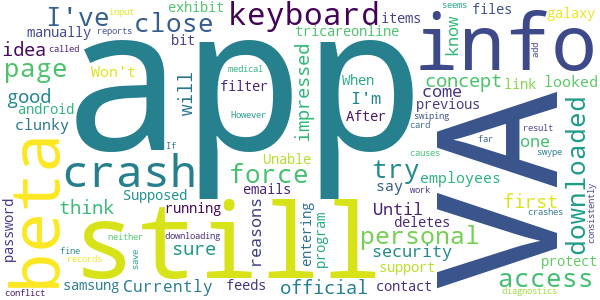 app
still
VA
info
beta
crash
keyboard
I've
close
exhibit
input
manually
reports
items
files
galaxy
bit
tricareonline
seems
called
add
idea
Won't
medical
filter
When
know
page
will
impressed
concept
link
looked
good
However
I'm
come
previous
swiping
android
If
After
card
far
result
clunky
try
causes
one
swype
downloaded
consistently
force
Unable
say
employees
crashes
Supposed
emails
work
think
running
Until
first
password
reasons
entering
program
deletes
personal
fine
neither
downloading
sure
security
protect
records
save
support
access
samsung
Currently
feeds
official
contact
conflict
diagnostics